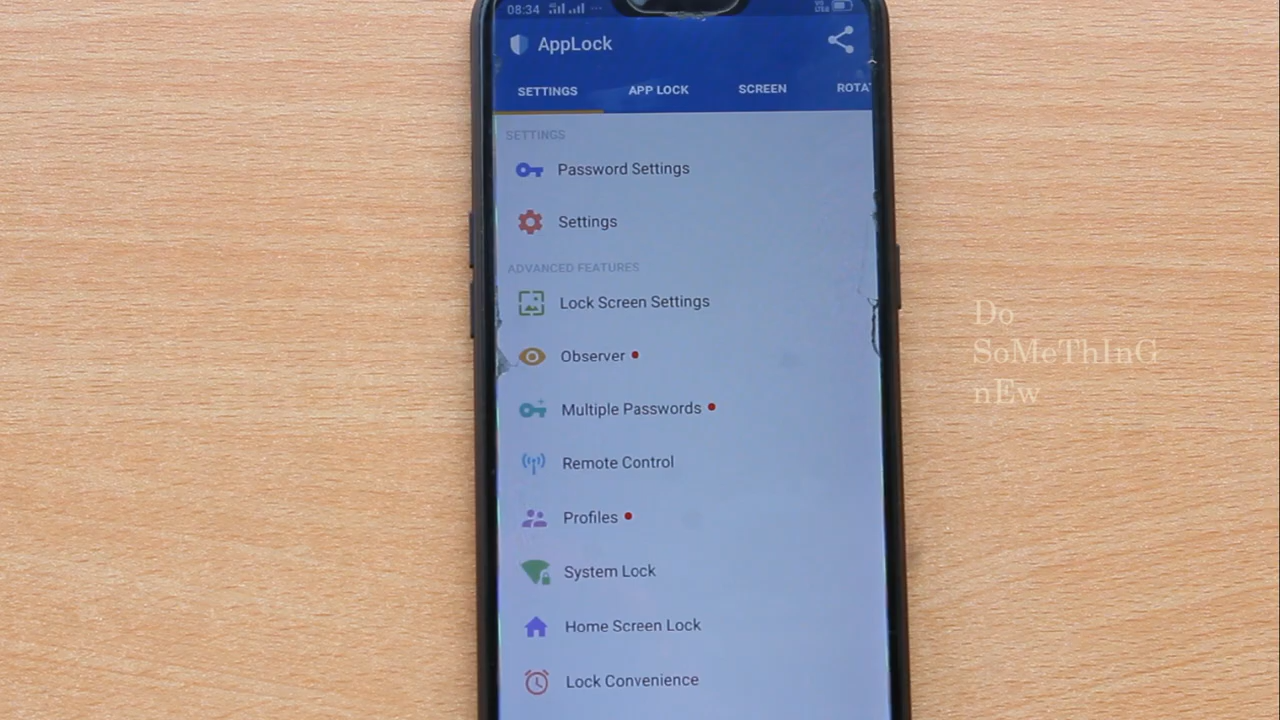 08:34
AppLock
SETTINGS APP LOCK SCREEN ROTA
SETTINGS
Password Settings
Settings
ADVANCED FEATURES
Lock Screen Settings
Observer
Multiple Passwords
Remote Control
Profiles
System Lock
Home Screen Lock
Lock Convenience
Do
SoMeThInG
nEw